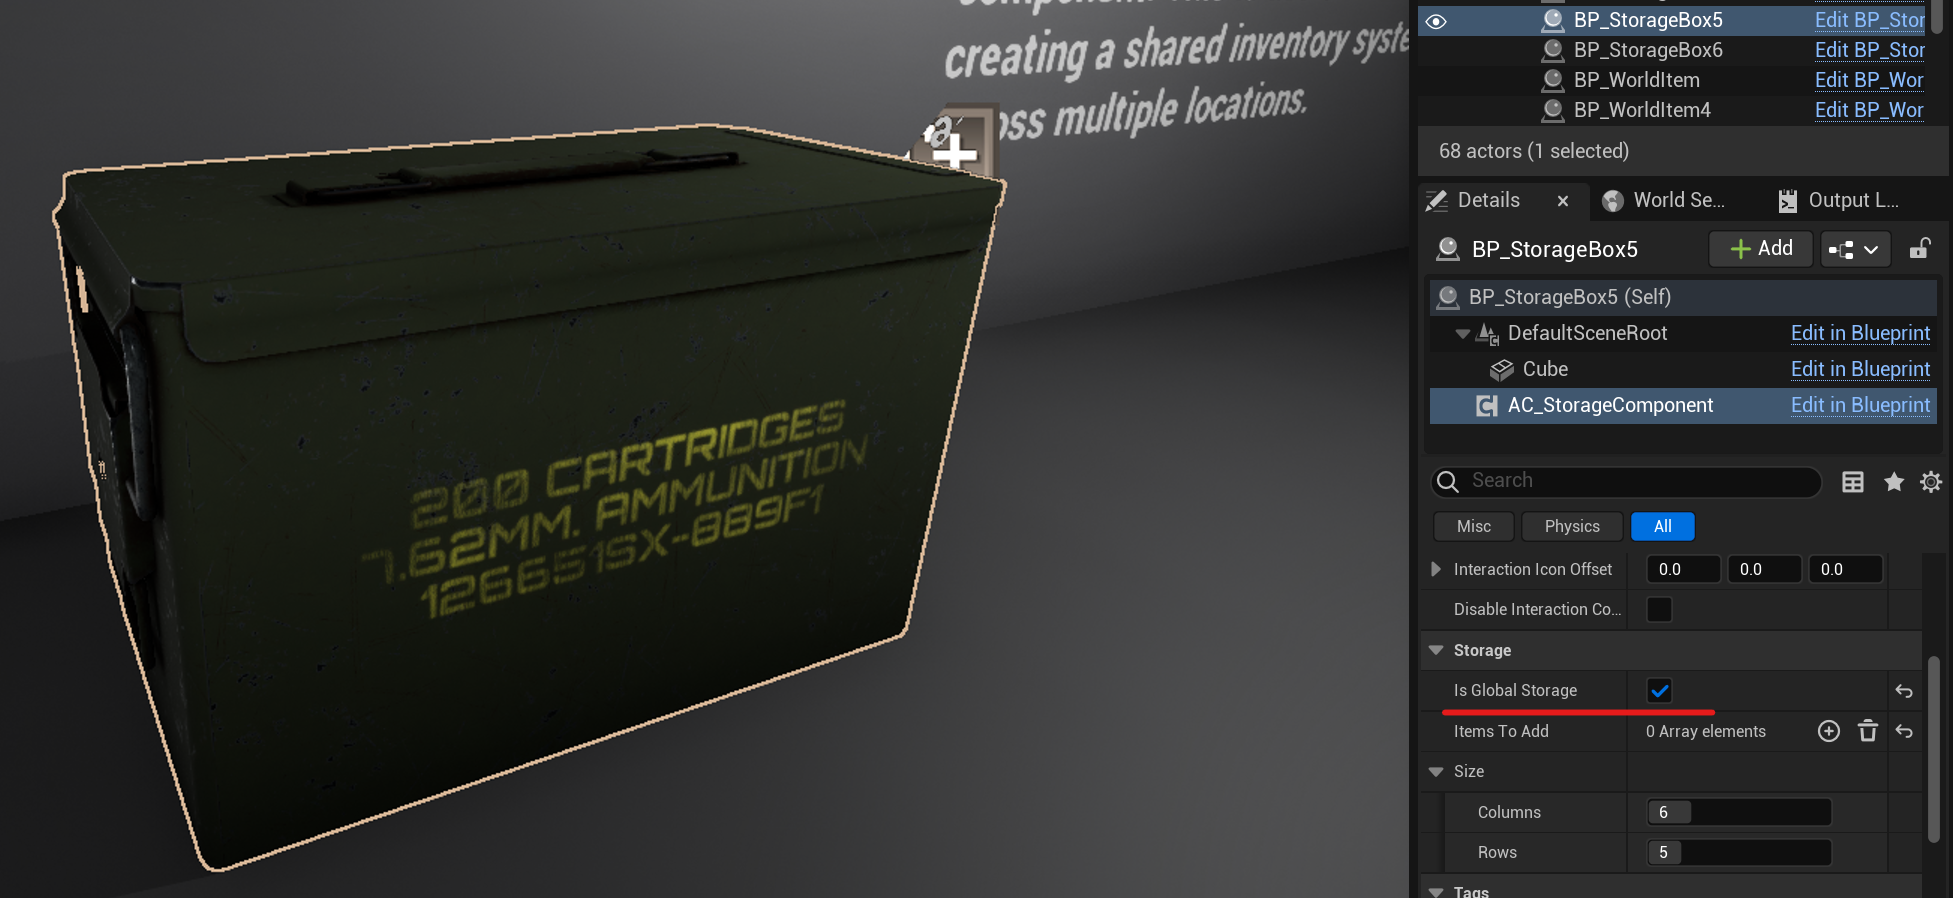 creating a shared inventory
oss multiple locations.
200 CARTRIDGES
7.62MM. AMMUNITION
1266515X-889F1
BP_StorageBox5 Edit BP_Stor
BP_StorageBox6 Edit BP_Stor
BP_WorldItem Edit BP_Wor
BP_WorldItem4 Edit BP_Wor
68 actors (1 selected)
Details World Se... Output L...
BP_StorageBox5 Add
BP_StorageBox5 (Self)
DefaultSceneRoot Edit in Blueprint
Cube Edit in Blueprint
AC_StorageComponent Edit in Blueprint
Search
Misc Physics All
Interaction Icon Offset 0.0 0.0 0.0
Disable Interaction Co...
Storage
Is Global Storage
Items To Add 0 Array elements
Size
Columns 6
Rows 5
Tags